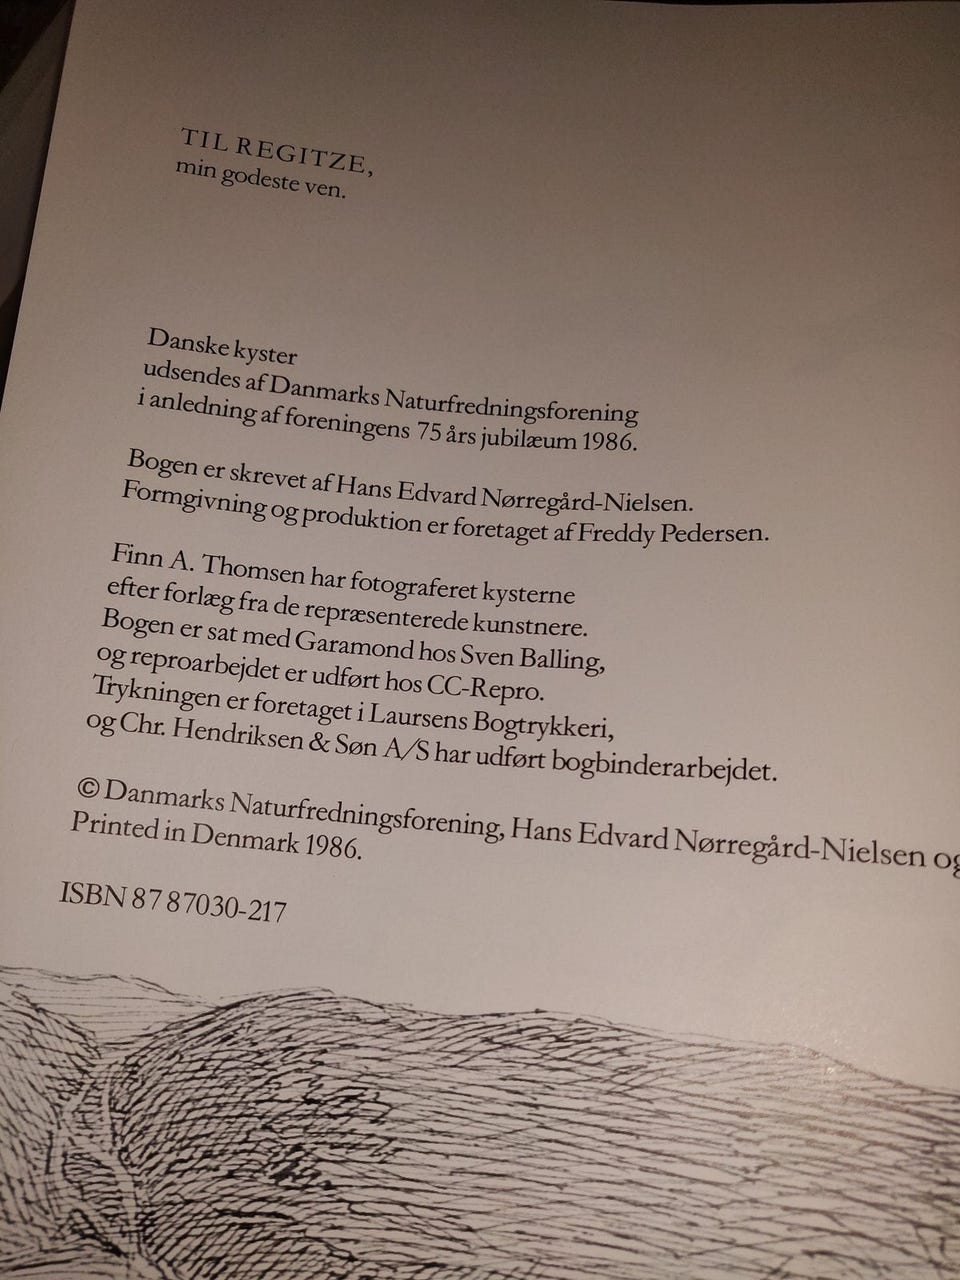 TIL REGITZE,
min godeste ven.
Danske kyster
udsendes af Danmarks Naturfredningsforening
i anledning af foreningens 75 års jubilæum 1986.
Bogen er skrevet af Hans Edvard Nørregård-Nielsen.
Formgivning og produktion er foretaget af Freddy Pedersen.
Finn A. Thomsen har fotograferet kysterne
efter forlæg fra de repræsenterede kunstnere.
Bogen er sat med Garamond hos Sven Balling,
og reproarbejdet er udført hos CC-Repro.
Trykningen er foretaget i Laursens Bogtrykkeri,
og Chr. Hendriksen & Søn A/S har udført bogbinderarbejdet.
© Danmarks Naturfredningsforening, Hans Edvard Nørregård-Nielsen og
Printed in Denmark 1986.
ISBN 87 87030-217